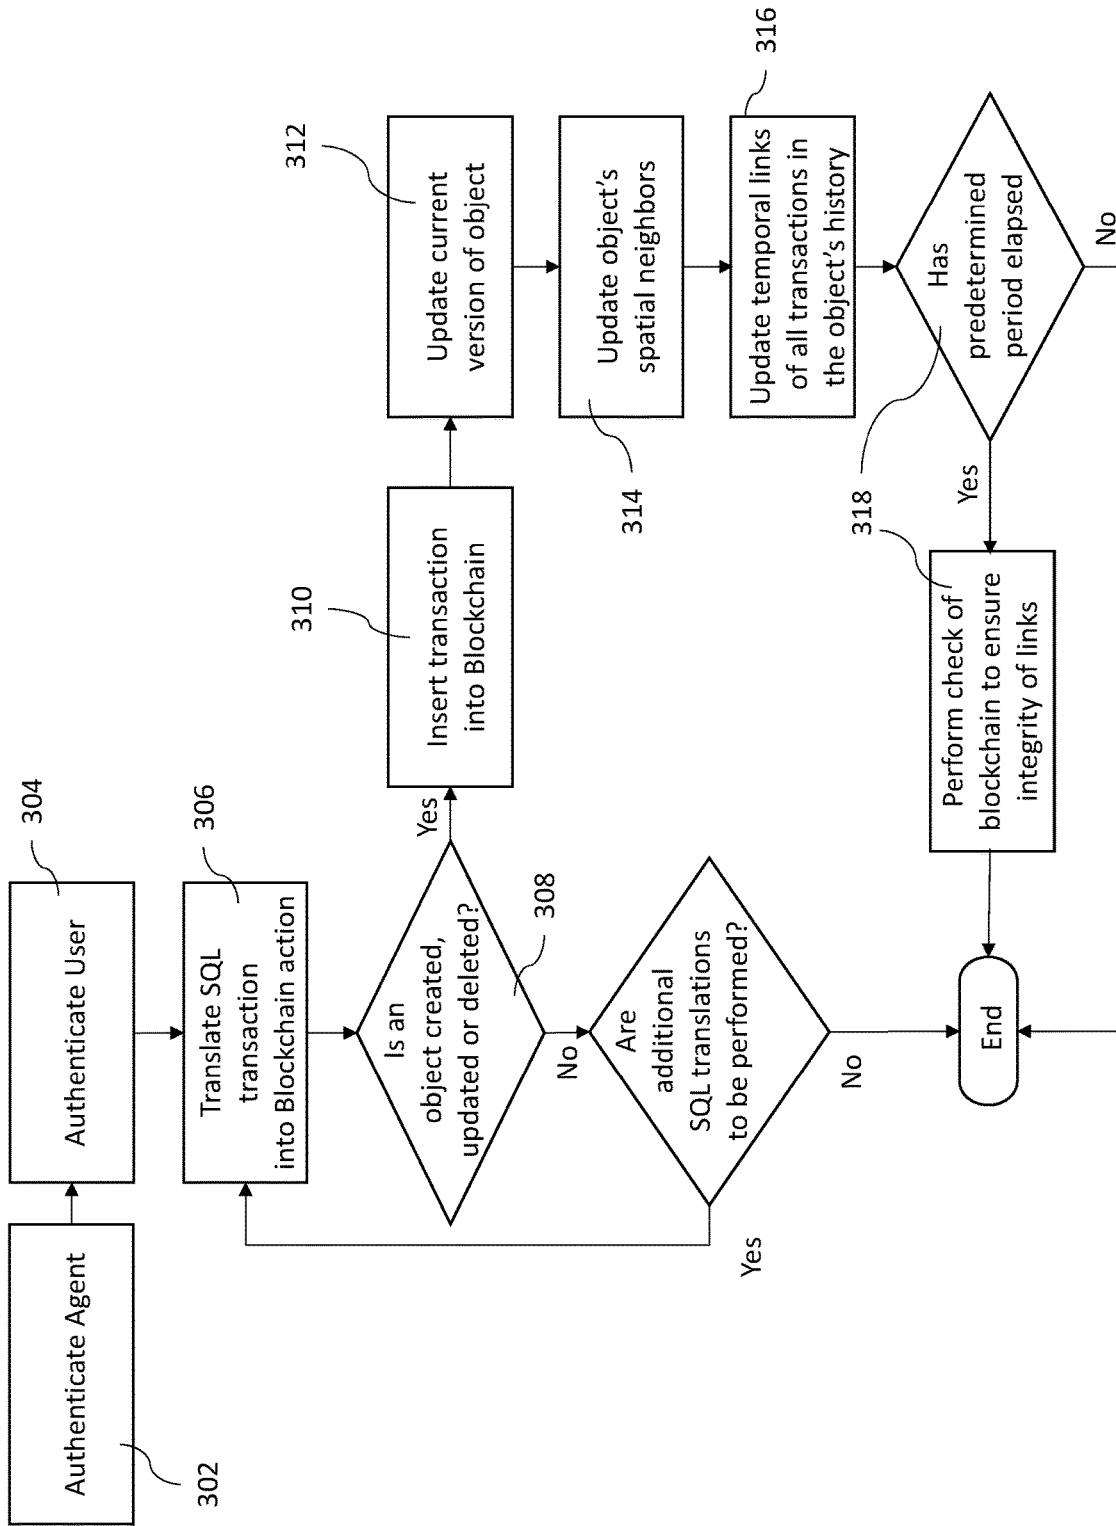 302
Authenticate Agent
304
Authenticate User
306
Translate SQL
transaction
into Blockchain action
308
Is an
object created,
updated or deleted?
Yes
No
Are
additional
SQL translations
to be performed?
Yes
No
310
Insert transaction
into Blockchain
312
Update current
version of object
314
Update object's
spatial neighbors
316
Update temporal links
of all transactions in
the object's history
318
Has
predetermined
period elapsed
Yes
No
Perform check of
blockchain to ensure
integrity of links
End